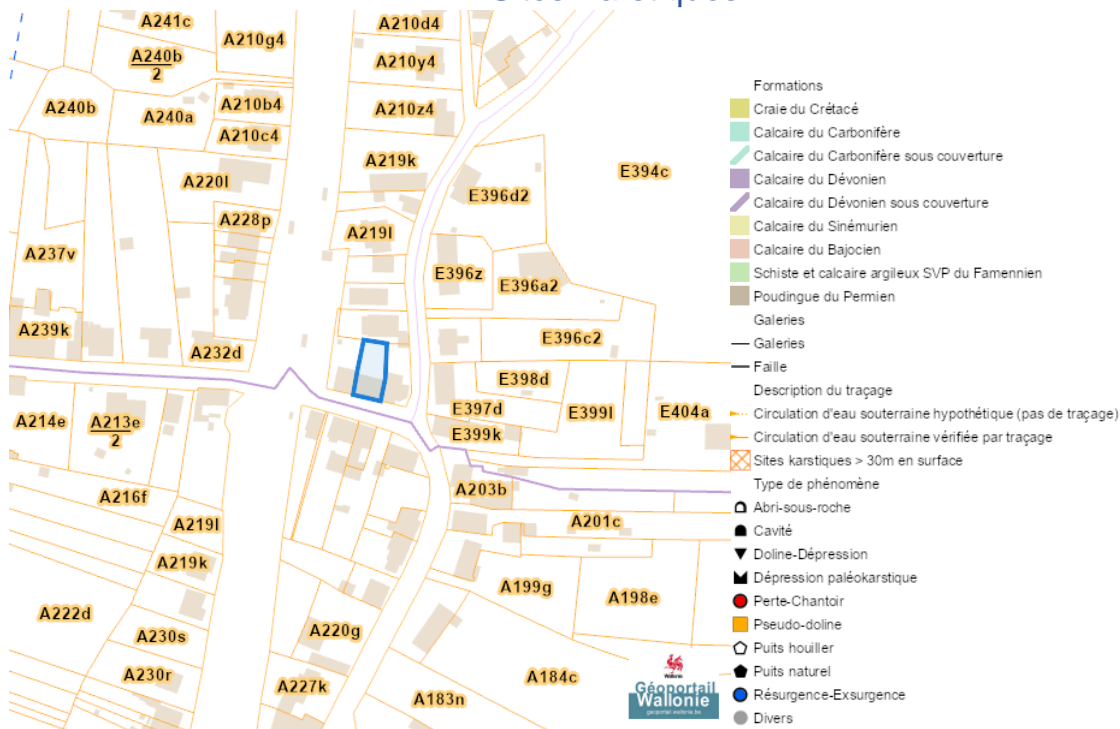 A241c
A210g4
A210d4
A240b
2
A210y4
A240b
A240a
A210b4
A210z4
A210c4
A219k
E394c
A220l
E396d2
A228p
A219l
A237v
E396z
E396a2
A239k
A232d
E396c2
E398d
A214e
A213e
2
E397d
E399l
E404a
E399k
A216f
A203b
A219l
A201c
A219k
A199g
A198e
A222d
A230s
A220g
A230r
A227k
A183n
A184c
Wallonie
Géoportail
Wallonie
geoportail.wallonie.be
Formations
Craie du Crétacé
Calcaire du Carbonifère
Calcaire du Carbonifère sous couverture
Calcaire du Dévonien
Calcaire du Dévonien sous couverture
Calcaire du Sinémurien
Calcaire du Bajocien
Schiste et calcaire argileux SVP du Famennien
Poudingue du Permien
Galeries
Galeries
Faille
Description du traçage
Circulation d'eau souterraine hypothétique (pas de traçage)
Circulation d'eau souterraine vérifiée par traçage
Sites karstiques > 30m en surface
Type de phénomène
Abri-sous-roche
Cavité
Doline-Dépression
Dépression paléokarstique
Perte-Chantoir
Pseudo-doline
Puits houiller
Puits naturel
Résurgence-Exsurgence
Divers